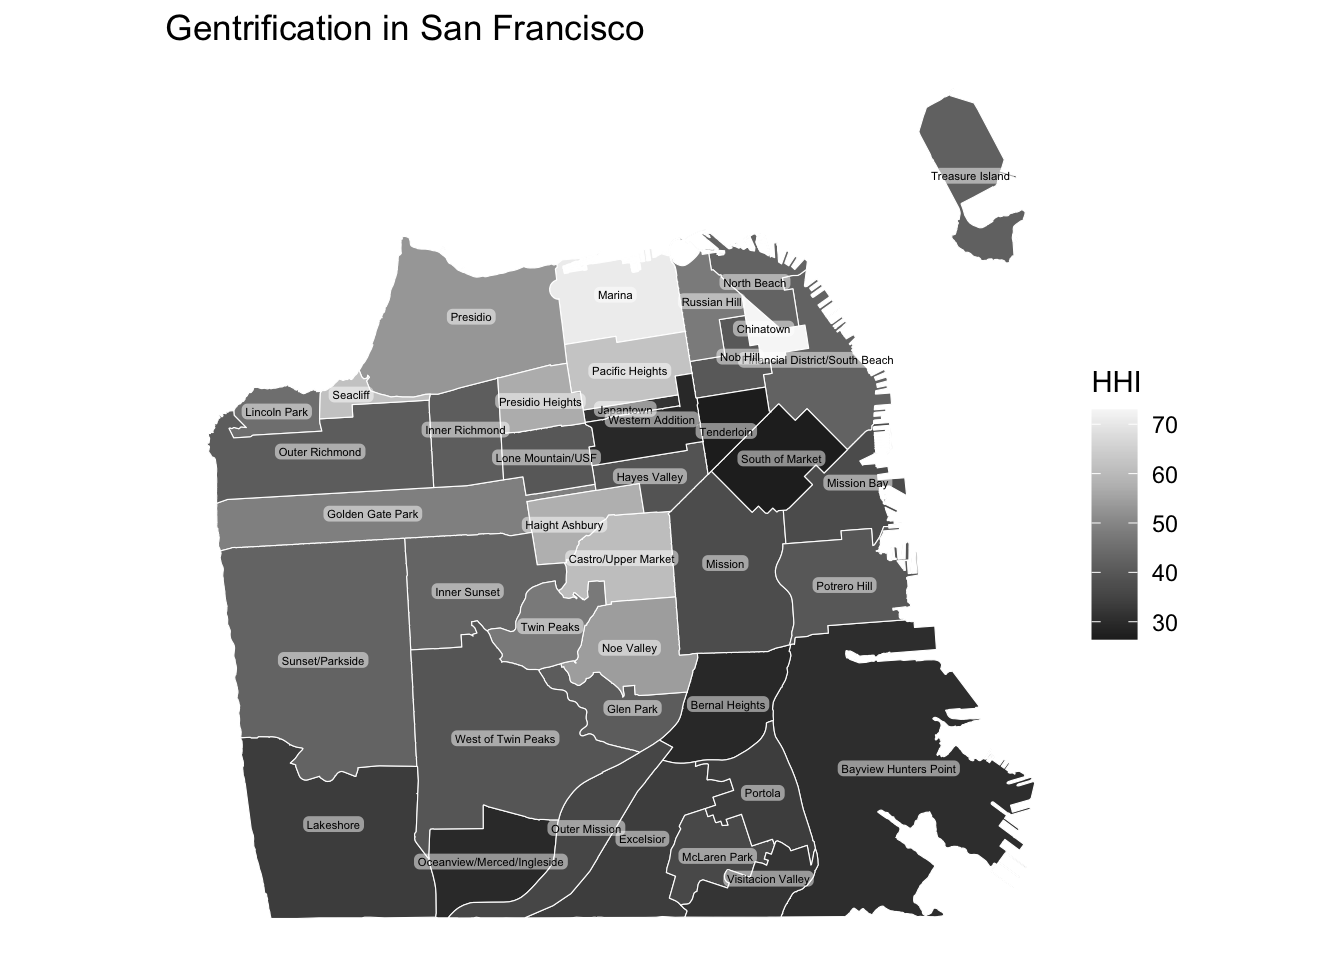 Gentrification in San Francisco
Treasure Island
North Beach
Marina
Russian Hill
Presidio
Chinatown
Nob Hill
Financial District/South Beach
Pacific Heights
Seacliff
Presidio Heights
Lincoln Park
Japantown
Western Addition
Inner Richmond
Tenderloin
Outer Richmond
Lone Mountain/USF
South of Market
Hayes Valley
Mission Bay
Golden Gate Park
Haight Ashbury
Castro/Upper Market
Mission
Potrero Hill
Inner Sunset
Twin Peaks
Noe Valley
Sunset/Parkside
Glen Park
Bernal Heights
West of Twin Peaks
Bayview Hunters Point
Portola
Lakeshore
Outer Mission
Excelsior
McLaren Park
Oceanview/Merced/Ingleside
Visitacion Valley
HHI
70
60
50
40
30